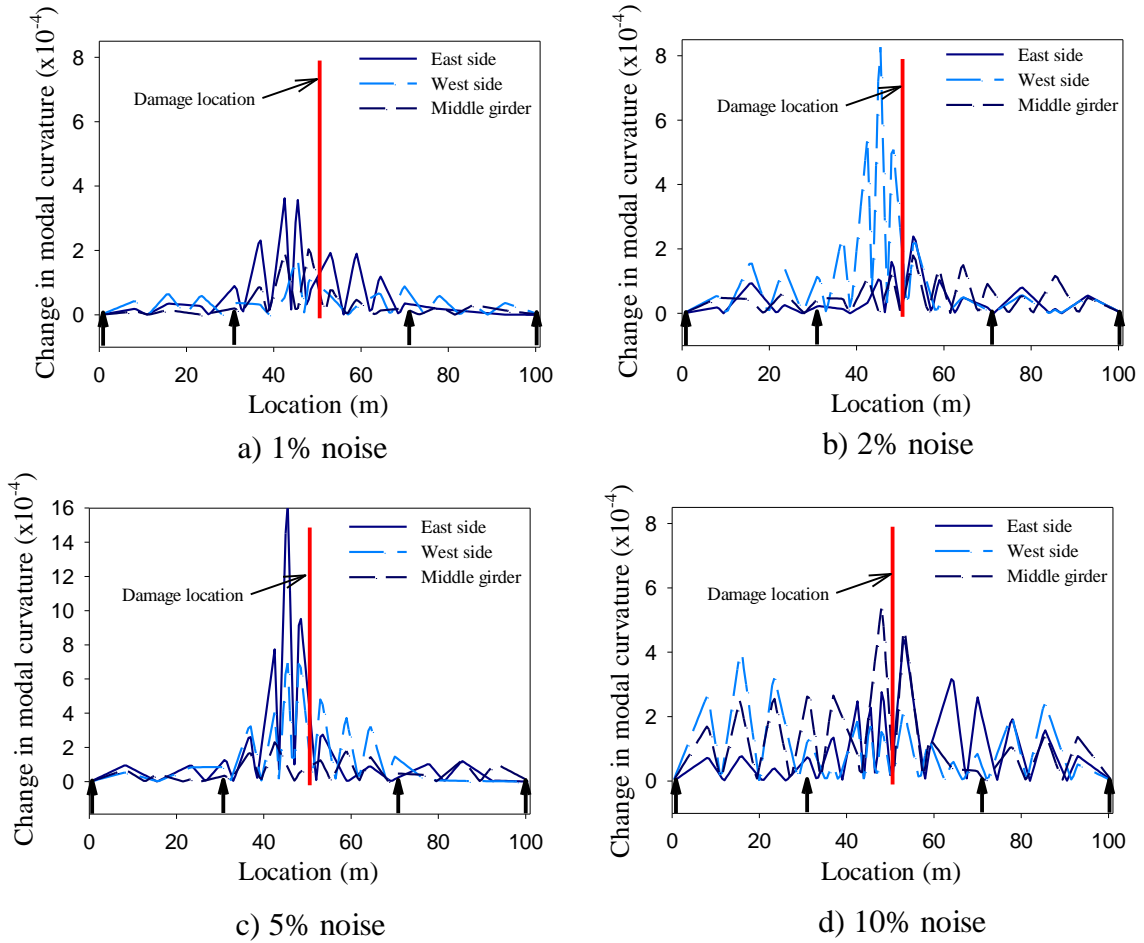 Change in modal curvature (x10-4)
8
6
4
2
0
East side
West side
Middle girder
Damage location
0 20 40 60 80 100
Location (m)
a) 1% noise
Change in modal curvature (x10-4)
8
6
4
2
0
East side
West side
Middle girder
Damage location
0 20 40 60 80 100
Location (m)
b) 2% noise
Change in modal curvature (x10-4)
16
14
12
10
8
6
4
2
0
East side
West side
Middle girder
Damage location
0 20 40 60 80 100
Location (m)
c) 5% noise
Change in modal curvature (x10-4)
8
6
4
2
0
East side
West side
Middle girder
Damage location
0 20 40 60 80 100
Location (m)
d) 10% noise